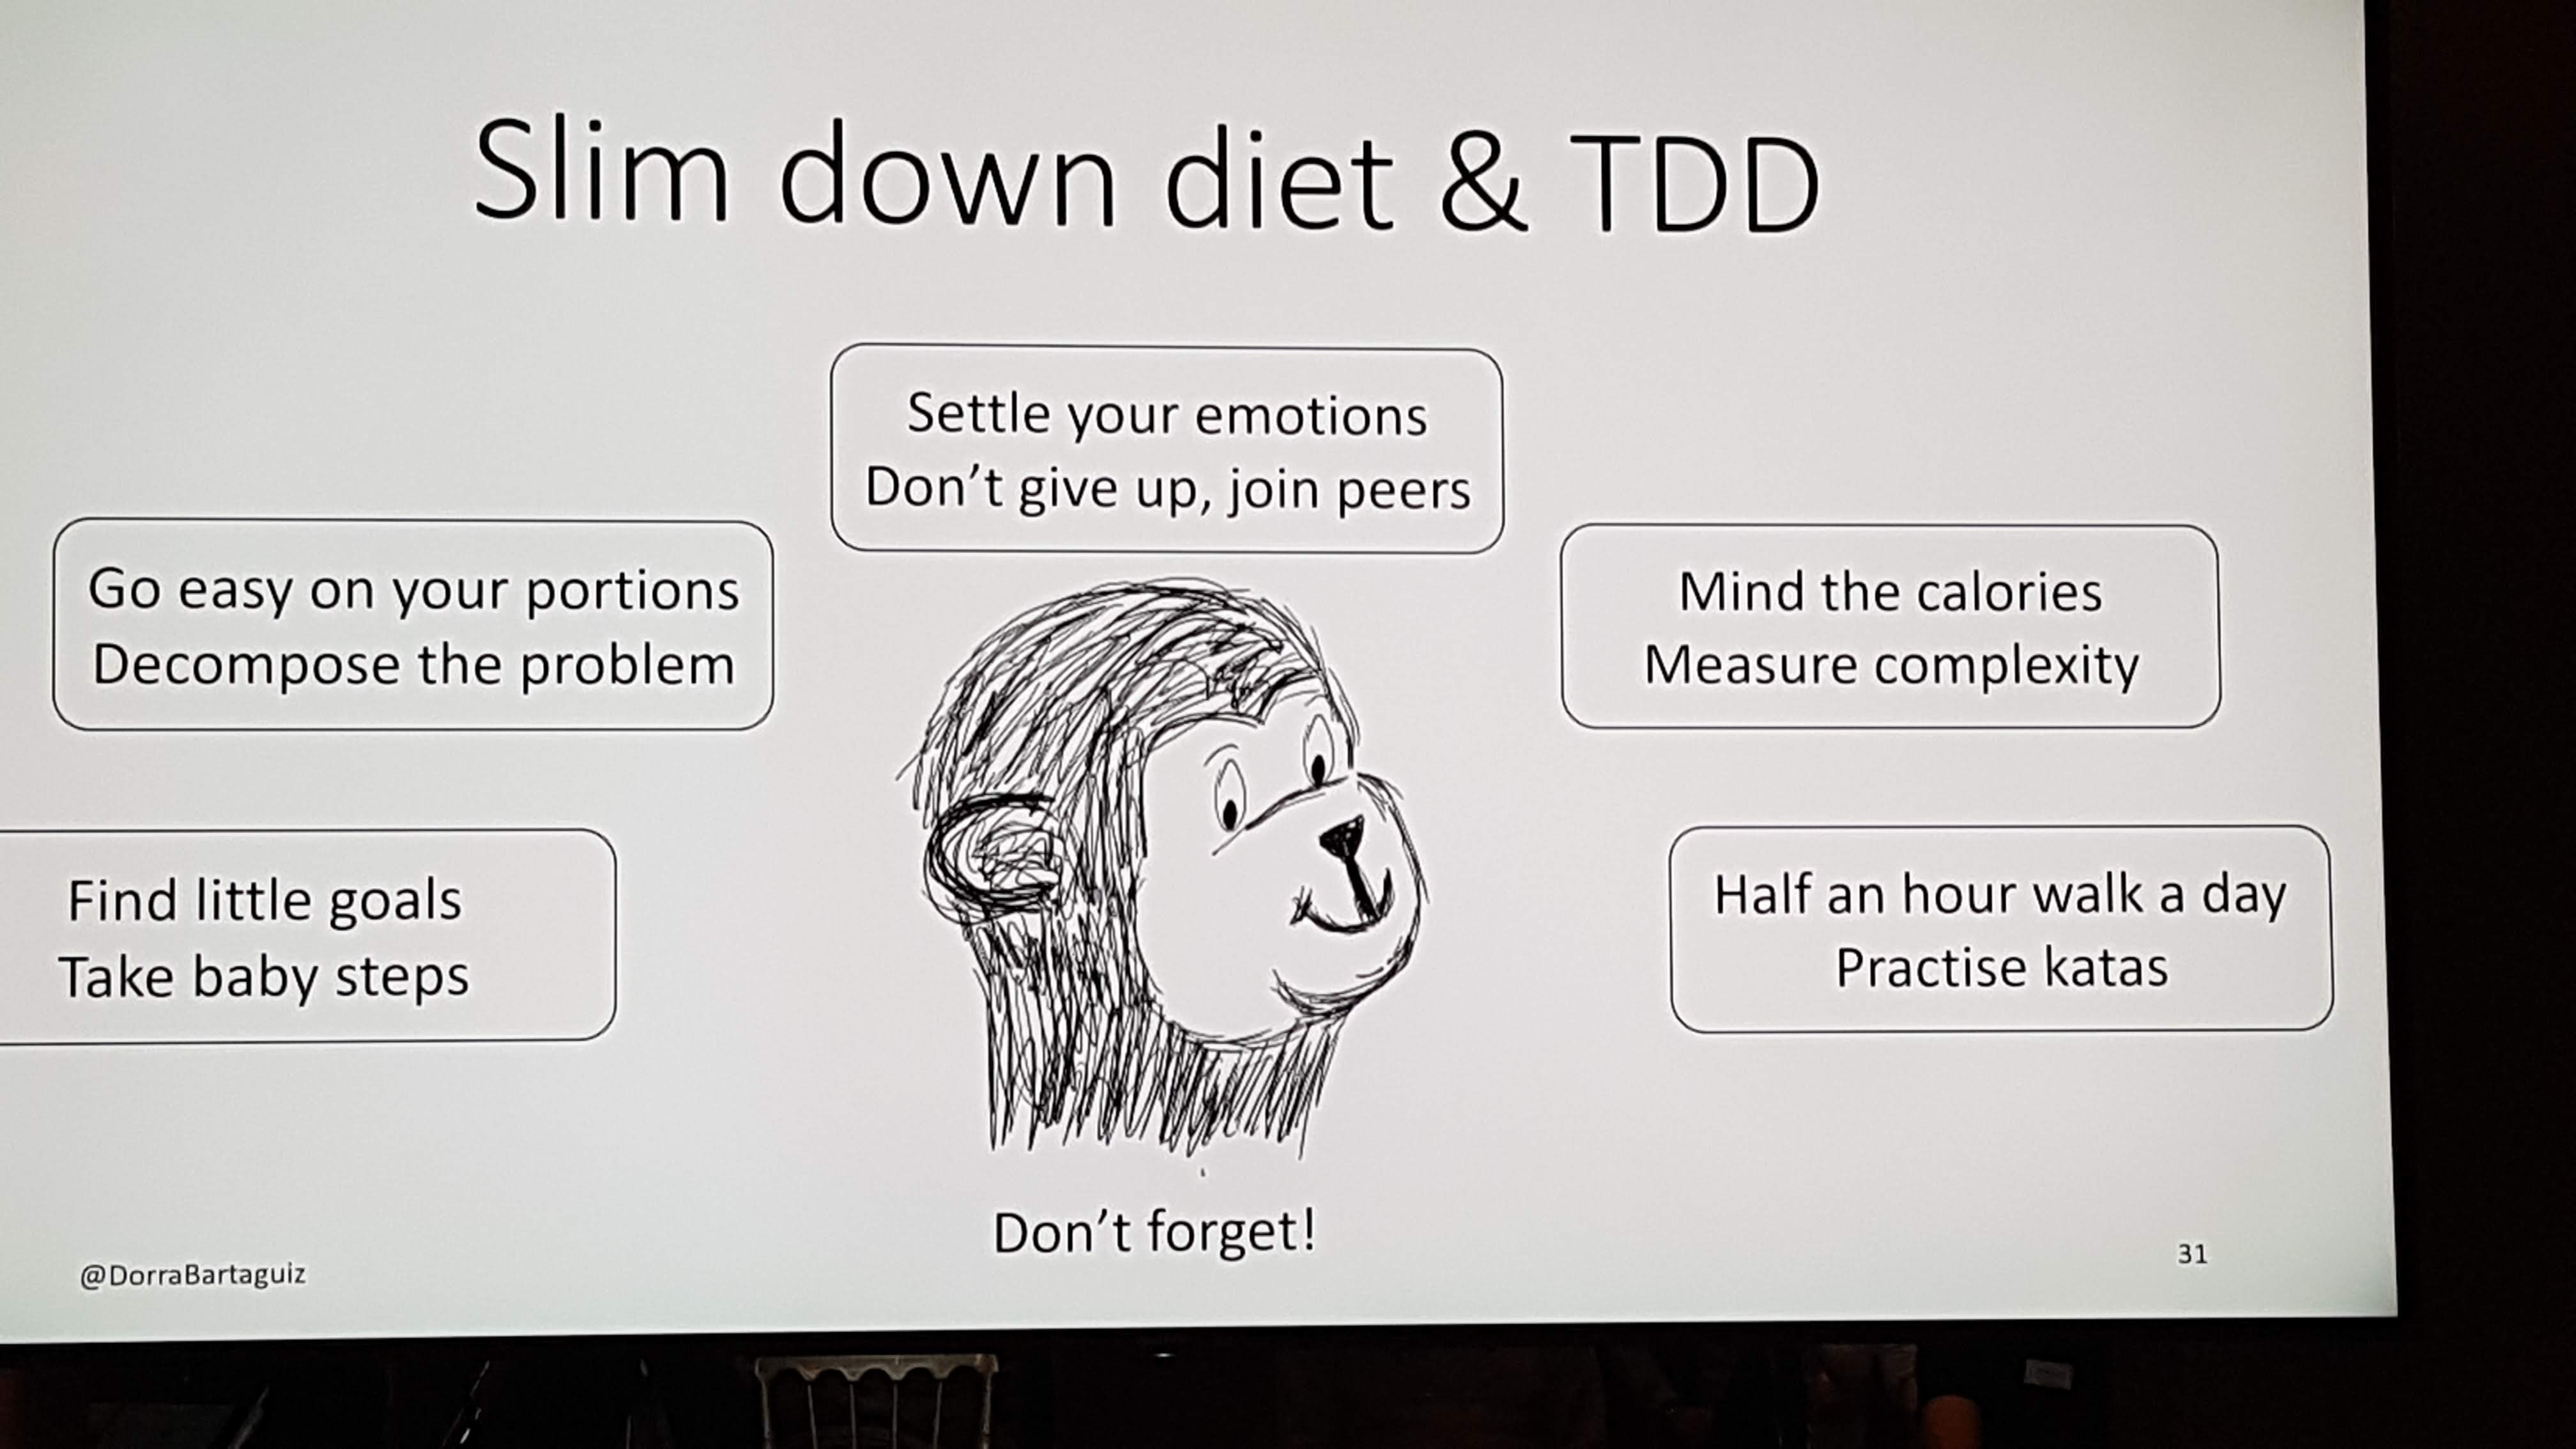 Slim down diet & TDD
Settle your emotions
Don't give up, join peers
Go easy on your portions
Decompose the problem
Mind the calories
Measure complexity
Find little goals
Take baby steps
Half an hour walk a day
Practise katas
Don't forget!
@DorraBartaguiz
31